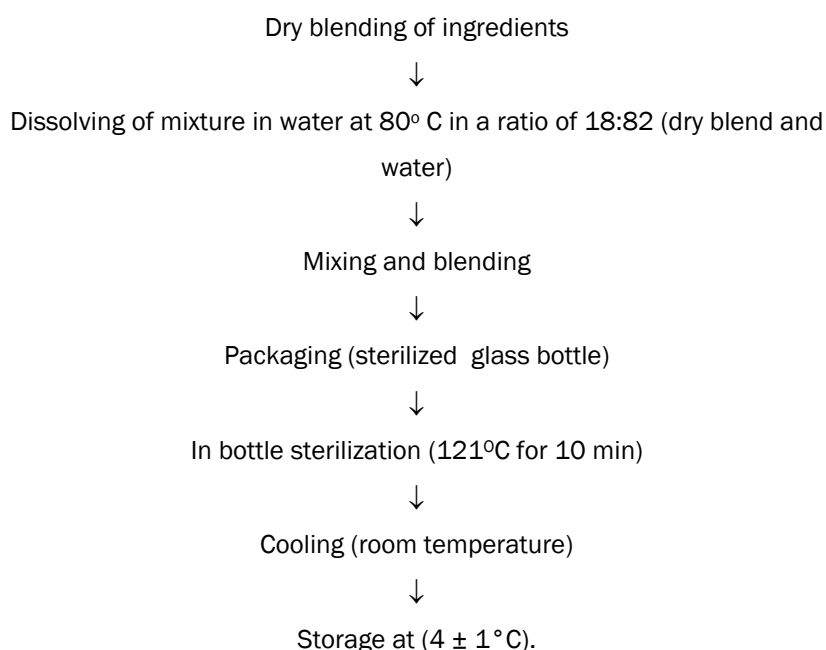 Dry blending of ingredients
↓
Dissolving of mixture in water at 80º C in a ratio of 18:82 (dry blend and
water)
↓
Mixing and blending
↓
Packaging (sterilized  glass bottle)
↓
In bottle sterilization (121ºC for 10 min)
↓
Cooling (room temperature)
↓
Storage at (4 ± 1°C).